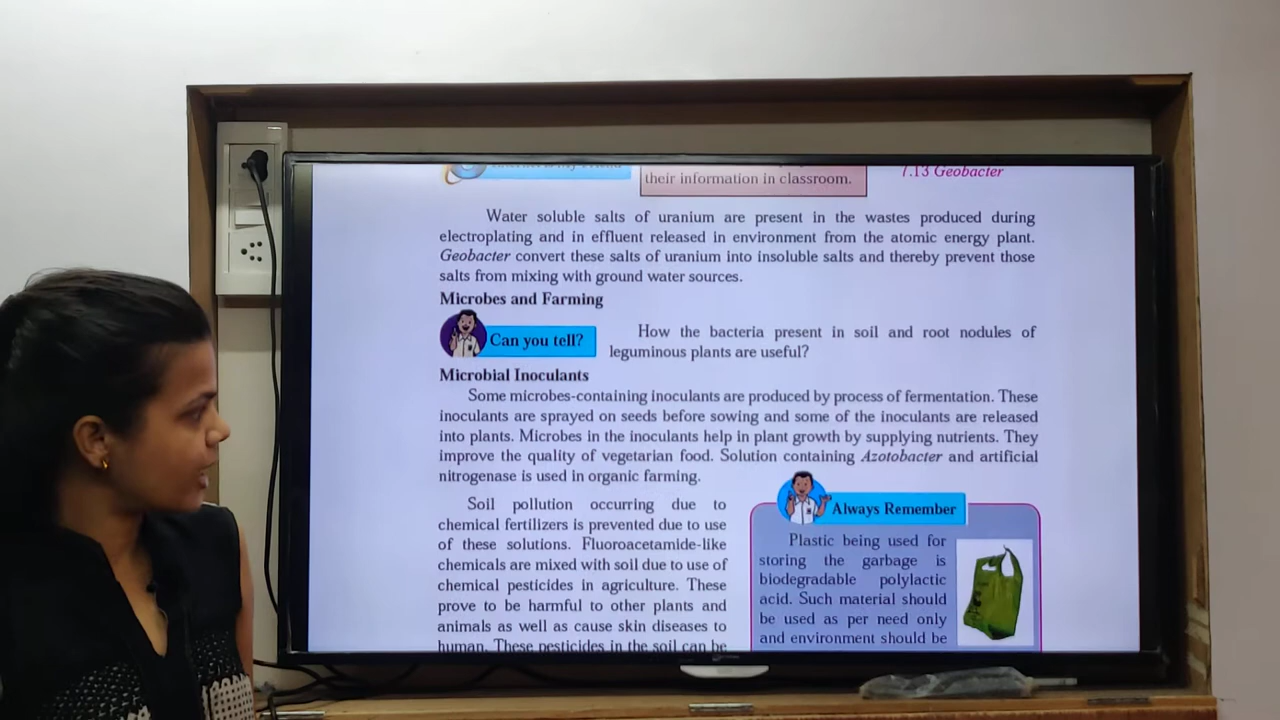 their information in classroom.
7.13 Geobacter
Water soluble salts of uranium are present in the wastes produced during
electroplating and in effluent released in environment from the atomic energy plant.
Geobacter convert these salts of uranium into insoluble salts and thereby prevent those
salts from mixing with ground water sources.
Microbes and Farming
Can you tell?
How the bacteria present in soil and root nodules of
leguminous plants are useful?
Microbial Inoculants
Some microbes-containing inoculants are produced by process of fermentation. These
inoculants are sprayed on seeds before sowing and some of the inoculants are released
into plants. Microbes in the inoculants help in plant growth by supplying nutrients. They
improve the quality of vegetarian food. Solution containing Azotobacter and artificial
nitrogenase is used in organic farming.
Soil pollution occurring due to
chemical fertilizers is prevented due to use
of these solutions. Fluoroacetamide-like
chemicals are mixed with soil due to use of
chemical pesticides in agriculture. These
prove to be harmful to other plants and
animals as well as cause skin diseases to
human. These pesticides in the soil can be
Always Remember
Plastic being used for
storing the garbage is
biodegradable polylactic
acid. Such material should
be used as per need only
and environment should be